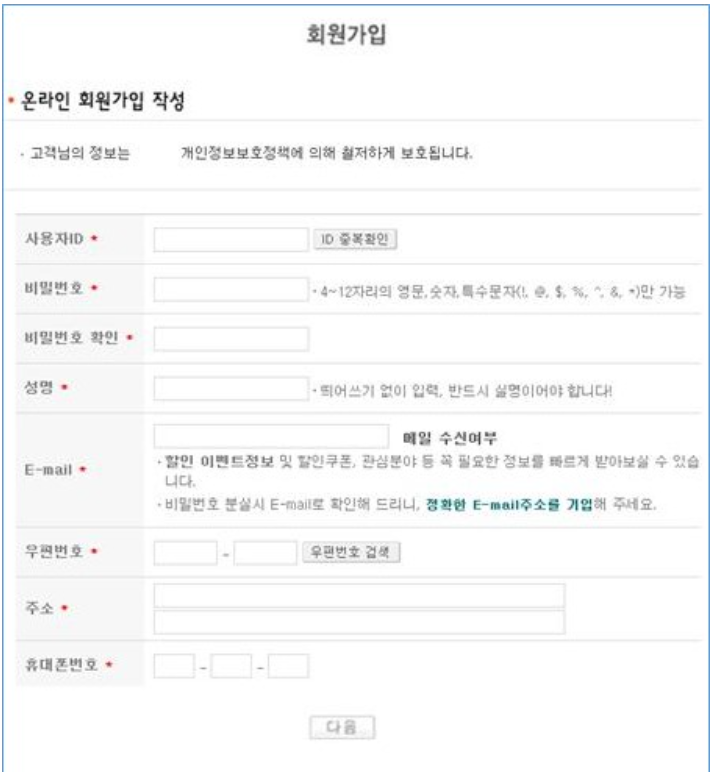 회원가입
• 온라인 회원가입 작성
· 고객님의 정보는 개인정보보호정책에 의해 철저하게 보호됩니다.
사용자ID * ID 중복확인
비밀번호 * · 4~12자리의 영문,숫자,특수문자(!, @, $, %, ^, &, *)만 가능
비밀번호 확인 *
성명 * · 띄어쓰기 없이 입력, 반드시 실명이어야 합니다!
메일 수신여부
E-mail * · 할인 이벤트정보 및 할인쿠폰, 관심분야 등 꼭 필요한 정보를 빠르게 받아보실 수 있습
니다.
· 비밀번호 분실시 E-mail로 확인해 드리니, 정확한 E-mail주소를 기입해 주세요.
우편번호 * - 우편번호 검색
주소 *
휴대폰번호 * - -
다음